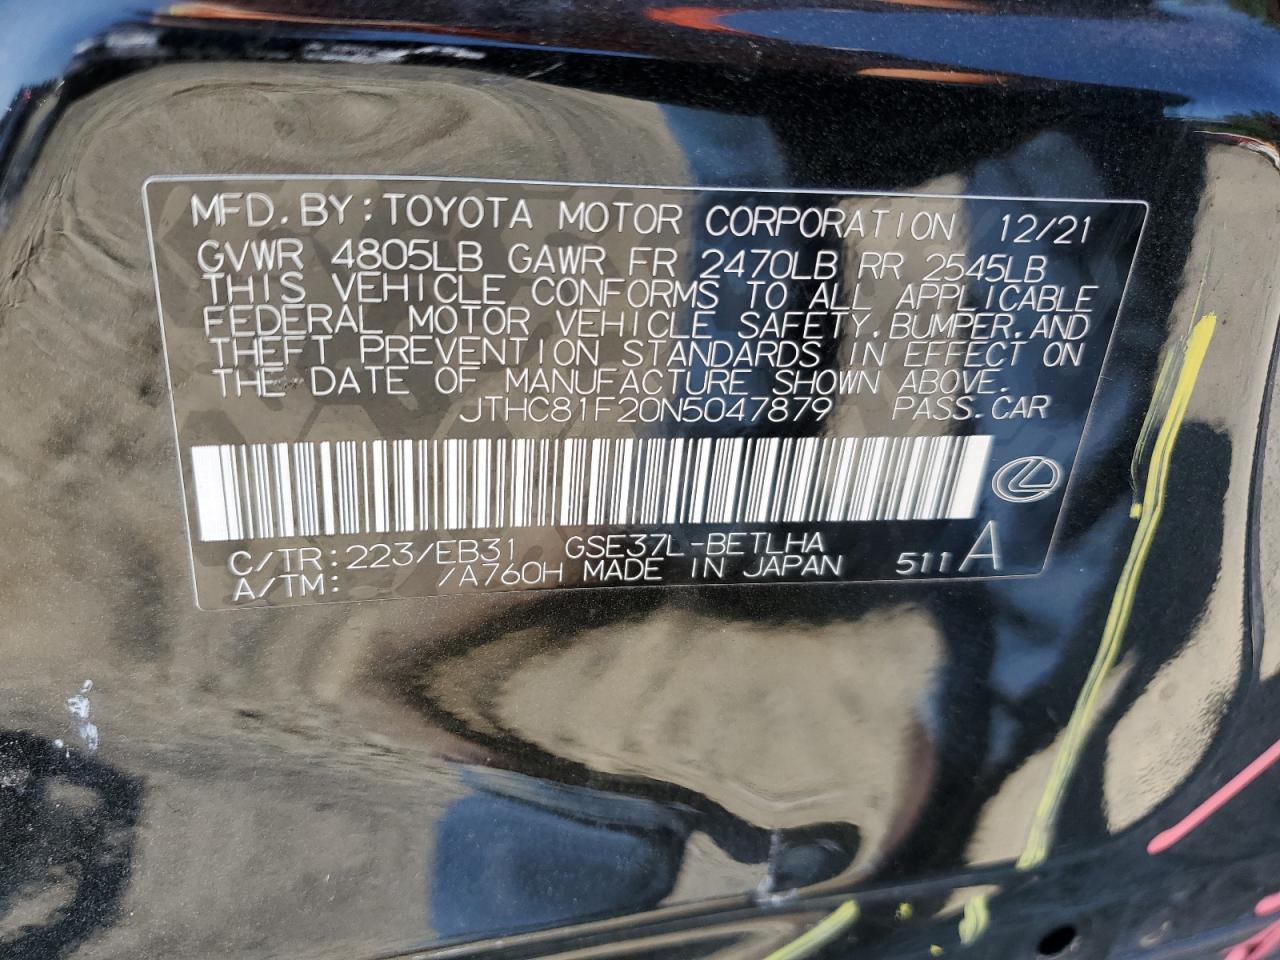 MFD. BY: TOYOTA MOTOR CORPORATION 12/21
GVWR 4805LB GAWR FR 2470LB RR 2545LB
THIS VEHICLE CONFORMS TO ALL APPLICABLE
FEDERAL MOTOR VEHICLE SAFETY, BUMPER, AND
THEFT PREVENTION STANDARDS IN EFFECT ON
THE DATE OF MANUFACTURE SHOWN ABOVE.
JTHC81F20N5047879 PASS. CAR
C/TR: 223/EB31 GSE37L-BETLHA
A/TM: /A760H MADE IN JAPAN 511A